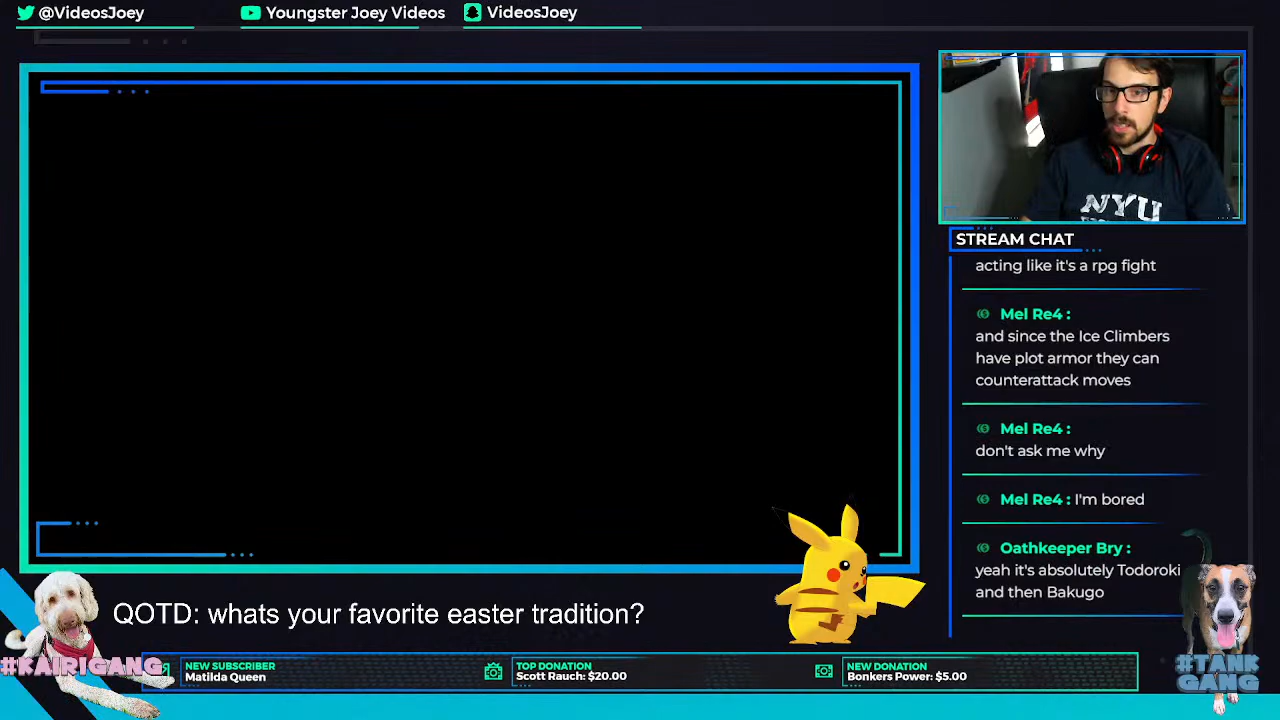 @VideosJoey
Youngster Joey Videos
VideosJoey
NYU
STREAM CHAT
acting like it's a rpg fight
Mel Re4 :
and since the Ice Climbers
have plot armor they can
counterattack moves
Mel Re4 :
don't ask me why
Mel Re4 : I'm bored
Oathkeeper Bry :
yeah it's absolutely Todoroki
and then Bakugo
QOTD: whats your favorite easter tradition?
#KAIRIGANG
NEW SUBSCRIBER
Matilda Queen
TOP DONATION
Scott Rauch: $20.00
NEW DONATION
Bonkers Power: $5.00
#TANK
GANG